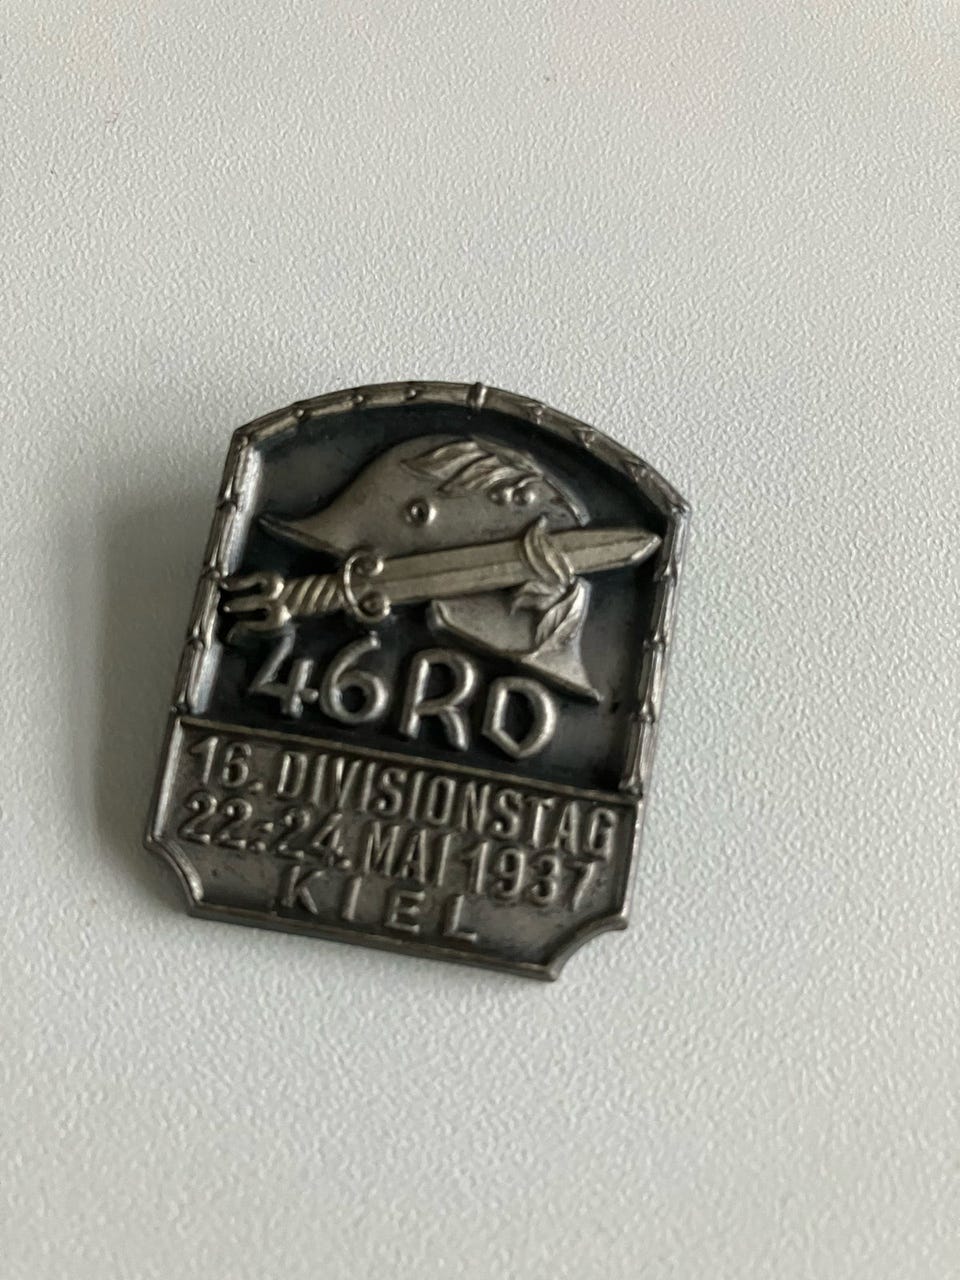 46RD
16. DIVISIONSTAG
22.-24. MAI 1937
KIEL